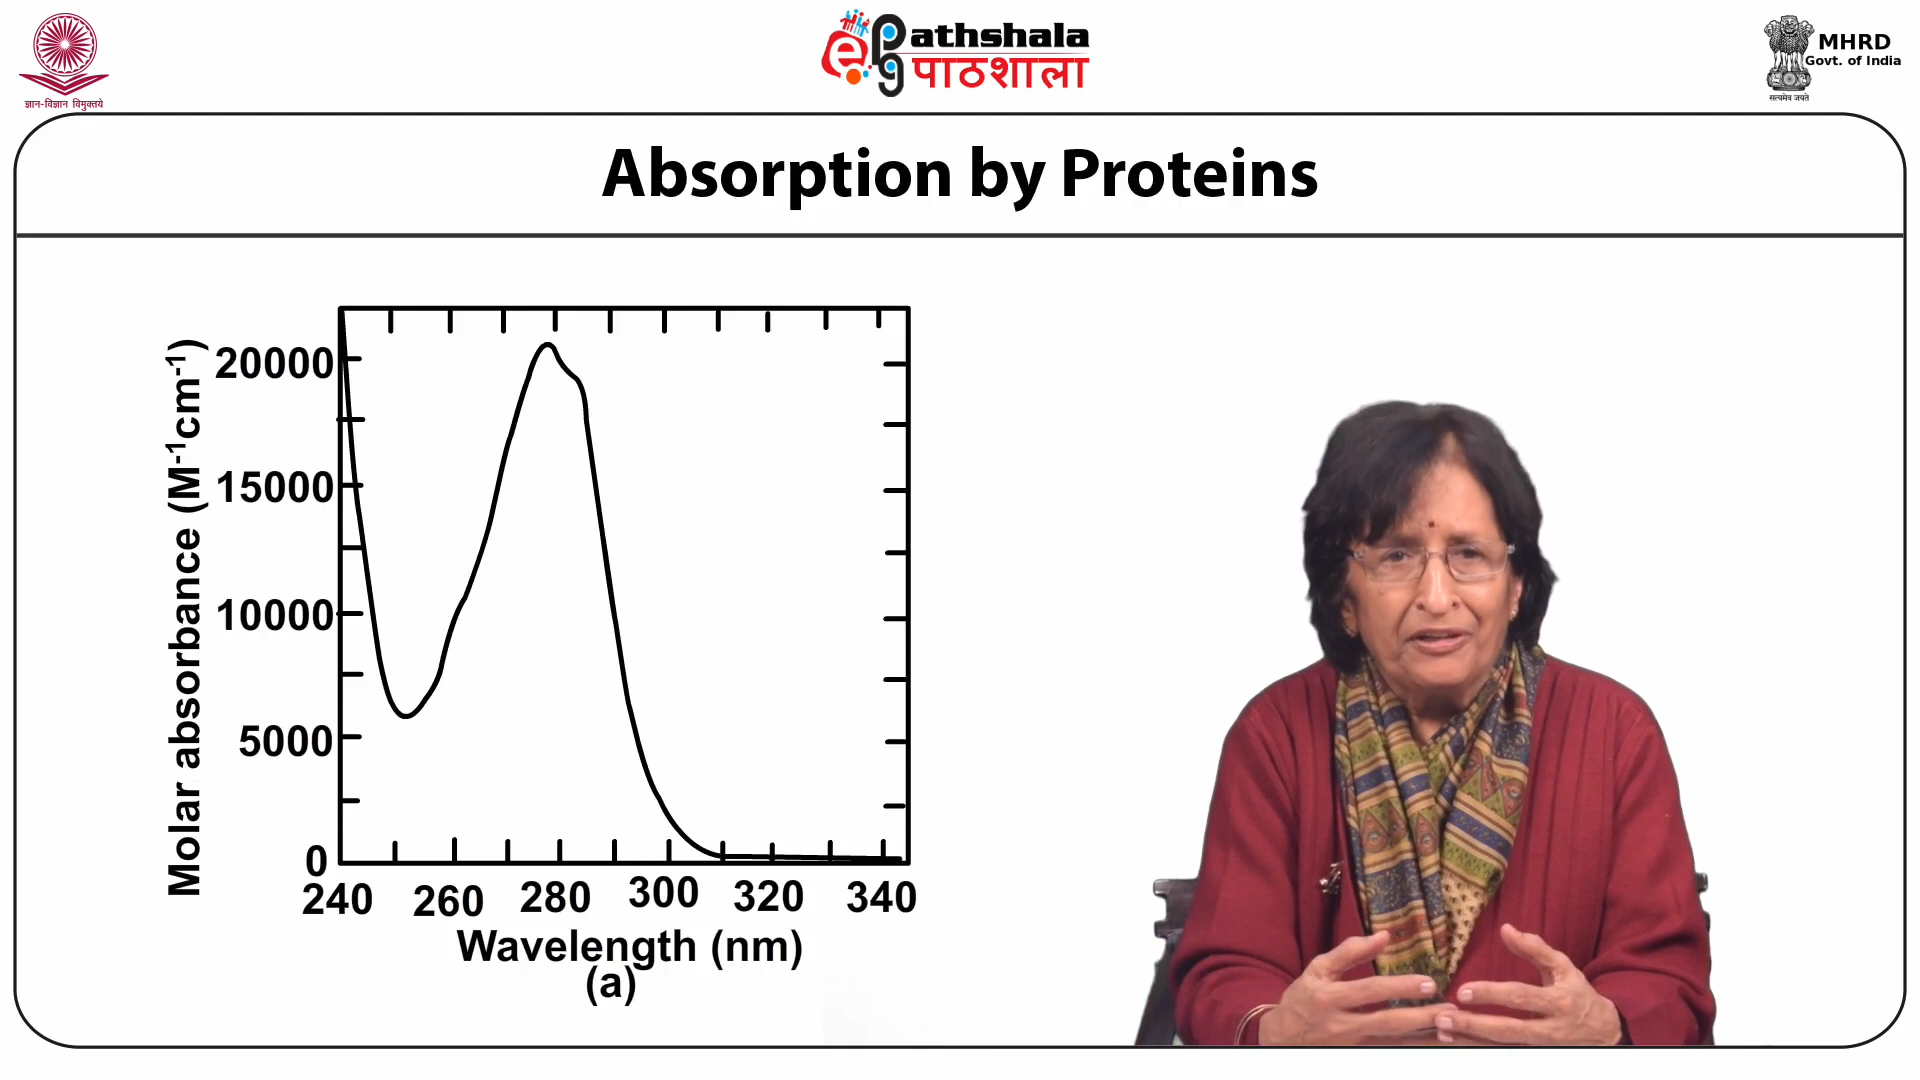 ज्ञान-विज्ञान विमुक्तये
ePathshala
पाठशाला
MHRD
Govt. of India
सत्यमेव जयते
Absorption by Proteins
Molar absorbance (M-1cm-1)
20000
15000
10000
5000
0
240 260 280 300 320 340
Wavelength (nm)
(a)